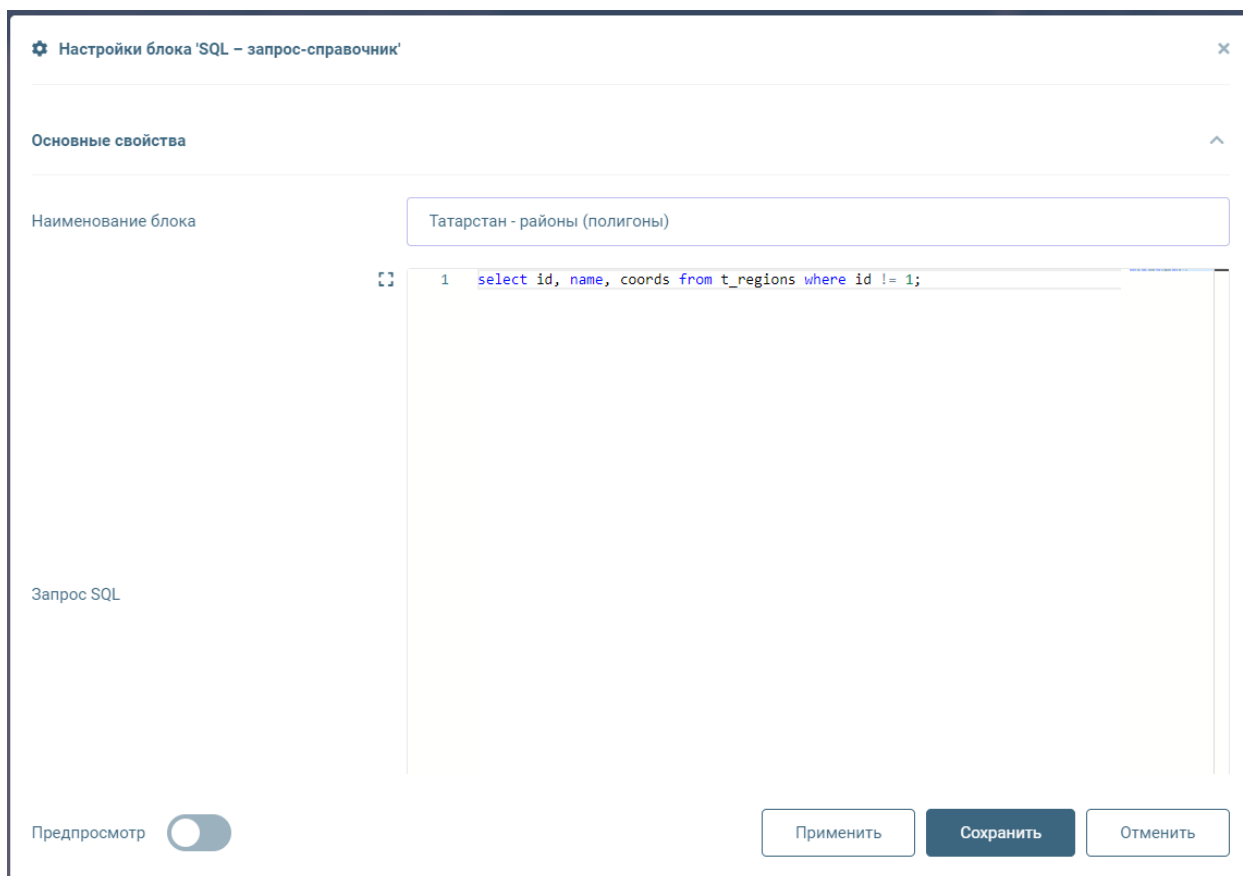 Настройки блока 'SQL – запрос-справочник'
Основные свойства
Наименование блока
Татарстан - районы (полигоны)
1 select id, name, coords from t_regions where id != 1;
Запрос SQL
Предпросмотр
Применить
Сохранить
Отменить